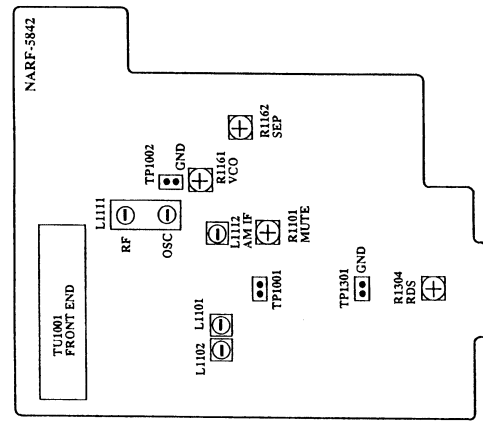 NARF-5842
TU1001
FRONT END
L1111
RF
OSC
TP1002
GND
R1161
VCO
R1162
SEP
L1112
AM IF
R1101
MUTE
TP1001
L1101
L1102
TP1301
GND
R1304
RDS